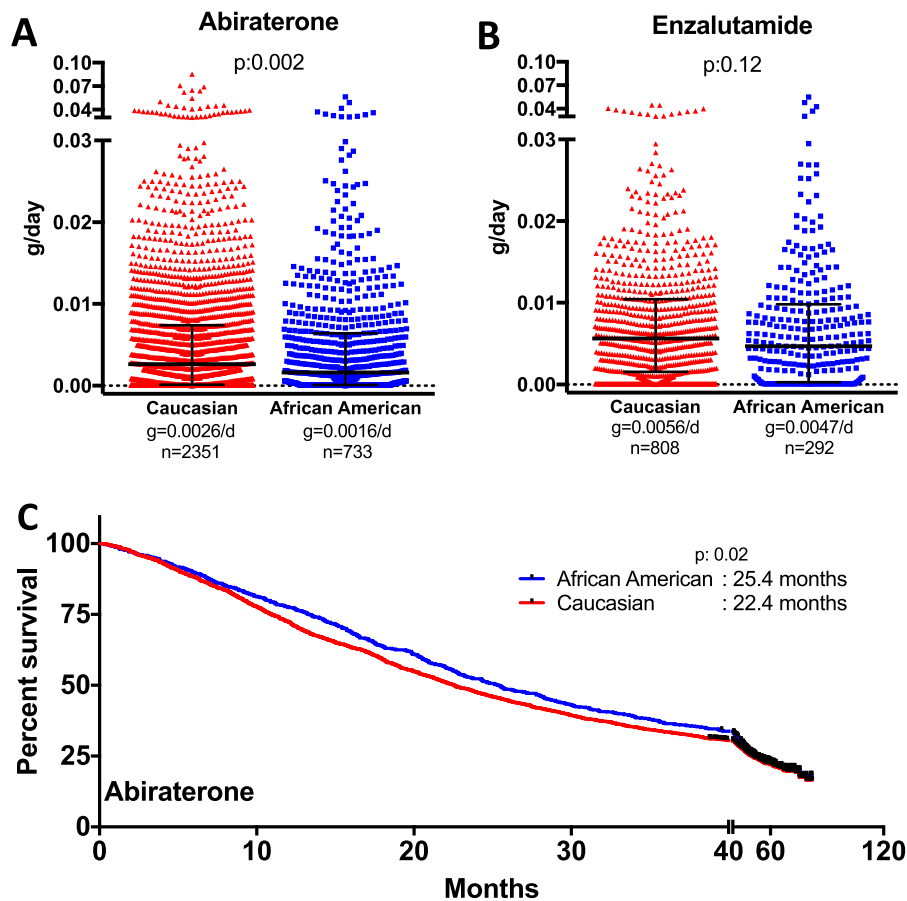 A
Abiraterone
p:0.002
g/day
0.10
0.07
0.04
0.03
0.02
0.01
0.00
Caucasian
African American
g=0.0026/d
g=0.0016/d
n=2351
n=733
B
Enzalutamide
p:0.12
g/day
0.10
0.07
0.04
0.03
0.02
0.01
0.00
Caucasian
African American
g=0.0056/d
g=0.0047/d
n=808
n=292
C
Percent survival
100
75
50
25
0
p: 0.02
African American : 25.4 months
Caucasian : 22.4 months
Abiraterone
0 10 20 30 40 60 120
Months